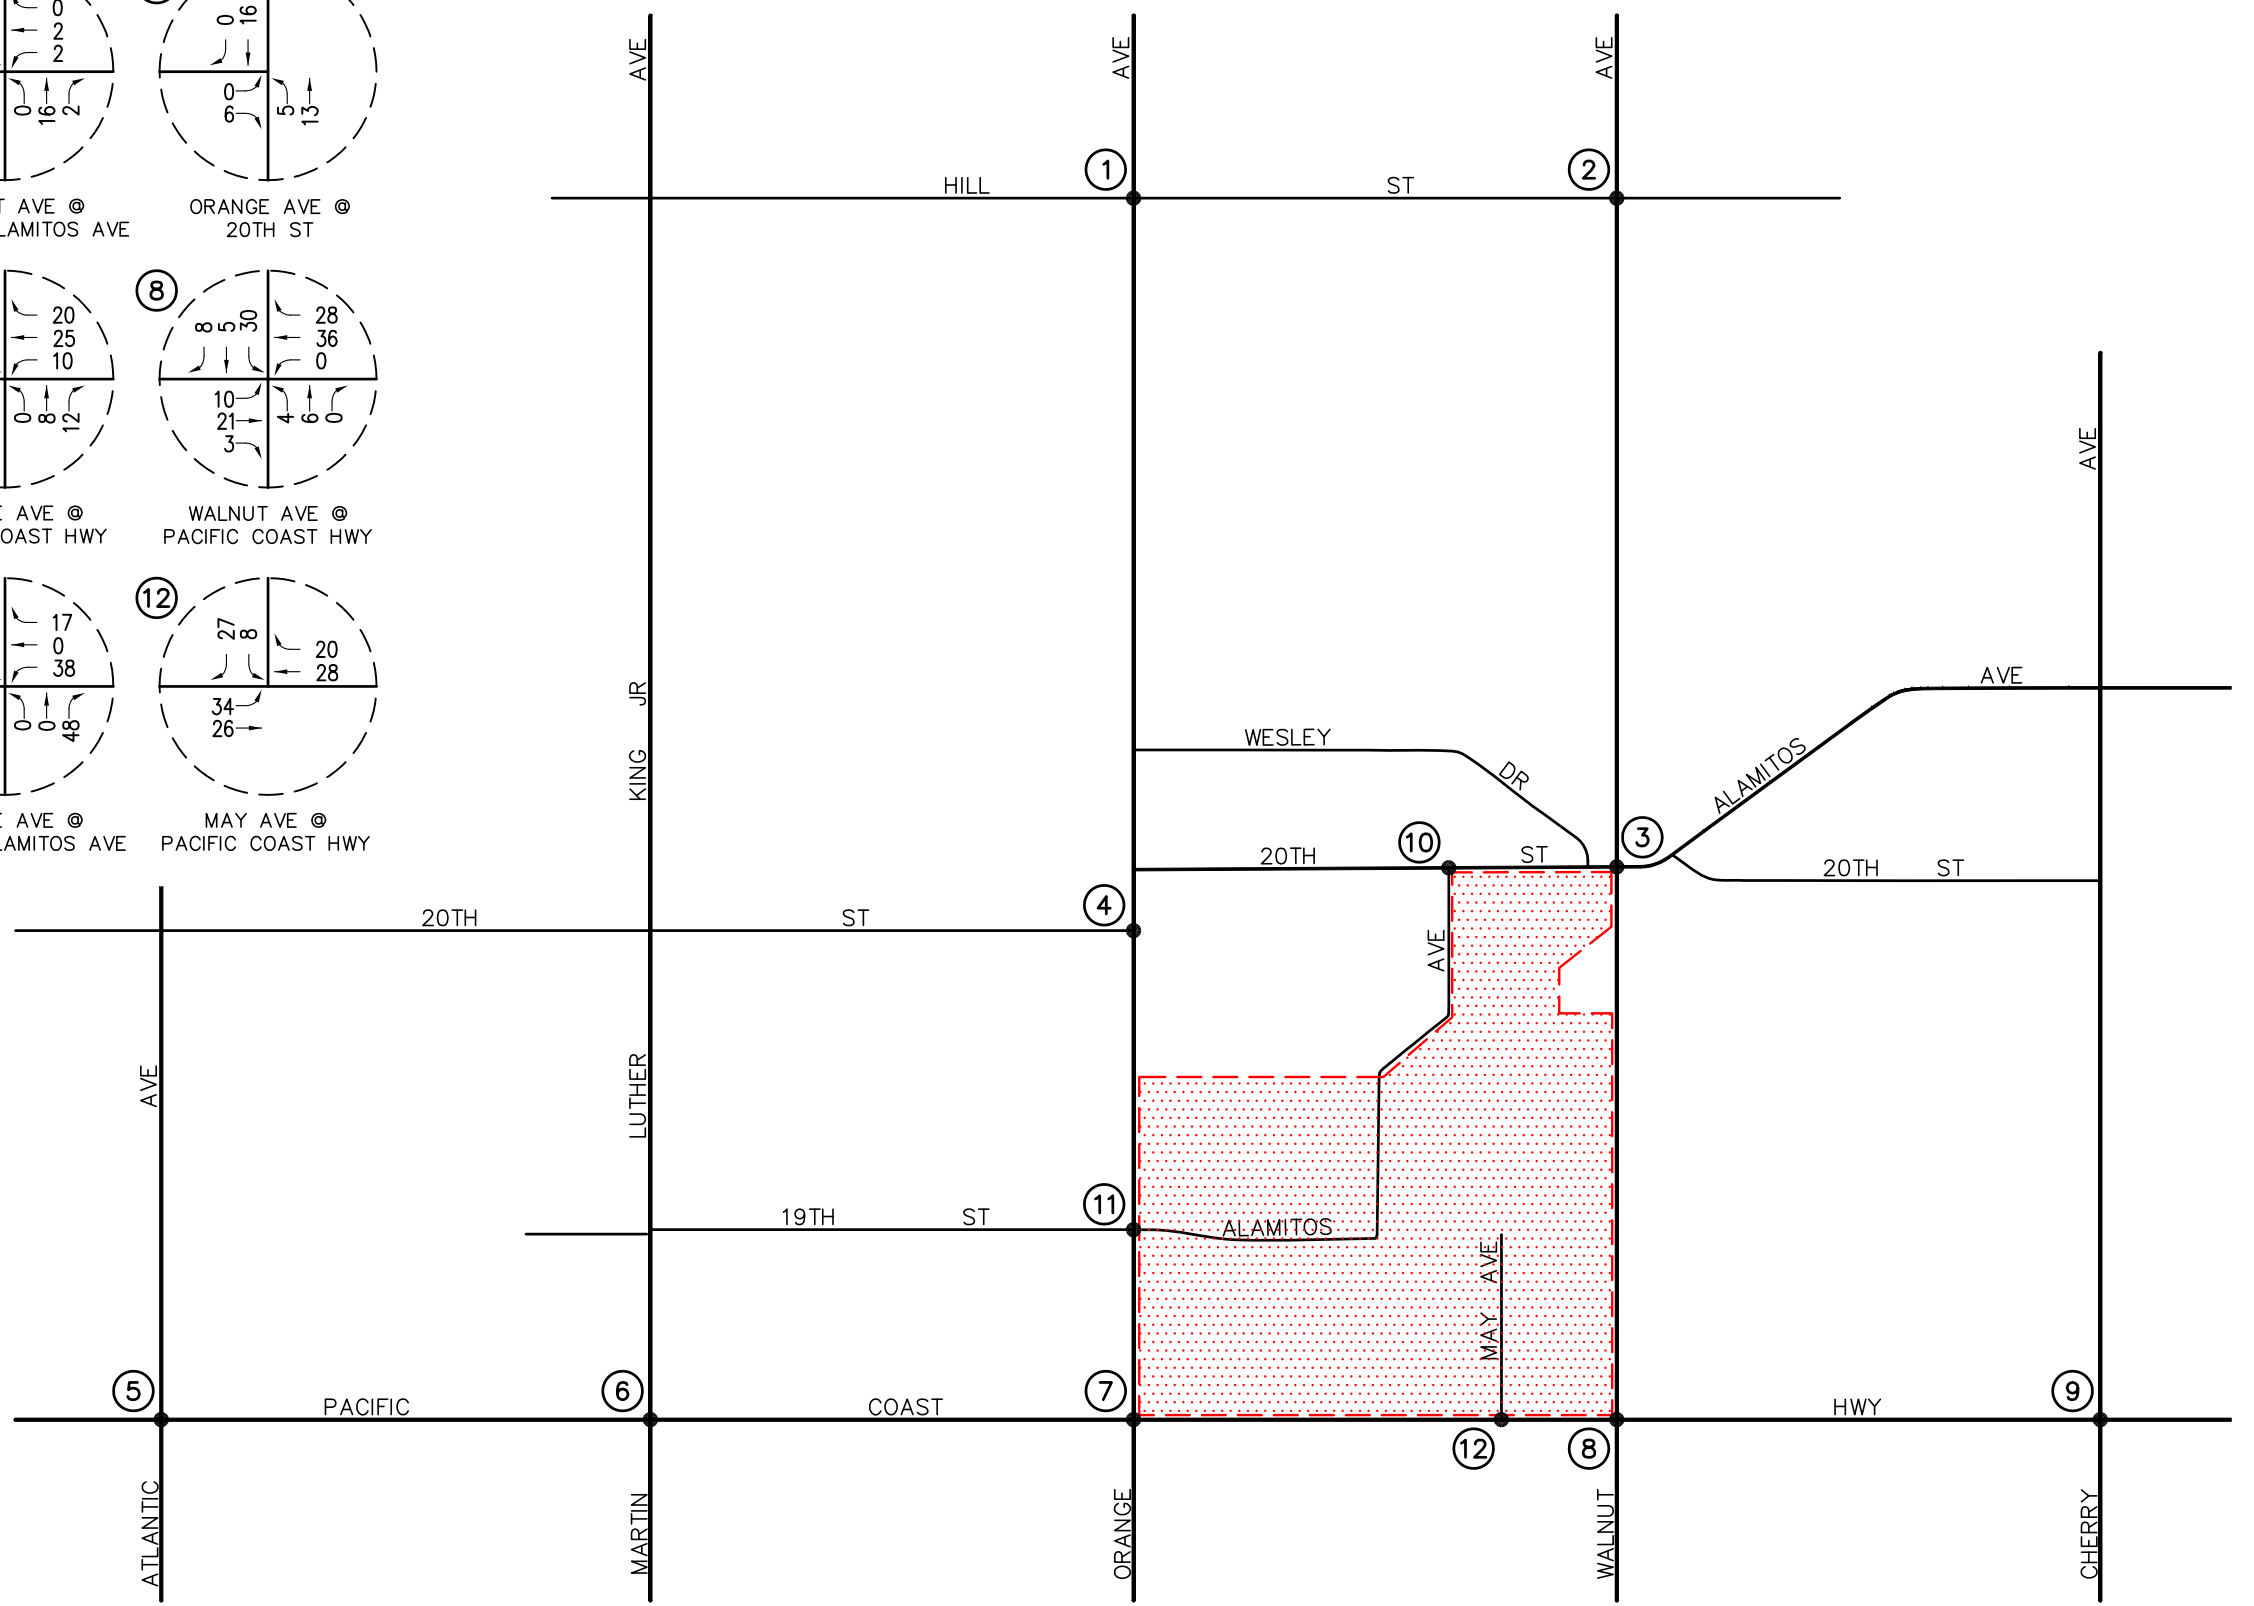 0
2
2
0
16
2
T AVE @
LAMITOS AVE
0
16
0
6
5
13
ORANGE AVE @
20TH ST
20
25
10
0
8
12
E AVE @
OAST HWY
8
8
5
30
28
36
0
10
21
3
4
6
0
WALNUT AVE @
PACIFIC COAST HWY
17
0
38
0
0
48
E AVE @
LAMITOS AVE
12
27
8
20
28
34
26
MAY AVE @
PACIFIC COAST HWY
AVE
AVE
AVE
1
2
HILL ST
AVE
JR
KING
LUTHER
MARTIN
WESLEY
DR
AVE
ALAMITOS
3
10
20TH ST
20TH ST
4
20TH ST
AVE
AVE
11
19TH ST
ALAMITOS
MAY AVE
5
6
7
9
PACIFIC COAST HWY
12
8
ATLANTIC
ORANGE
WALNUT
CHERRY